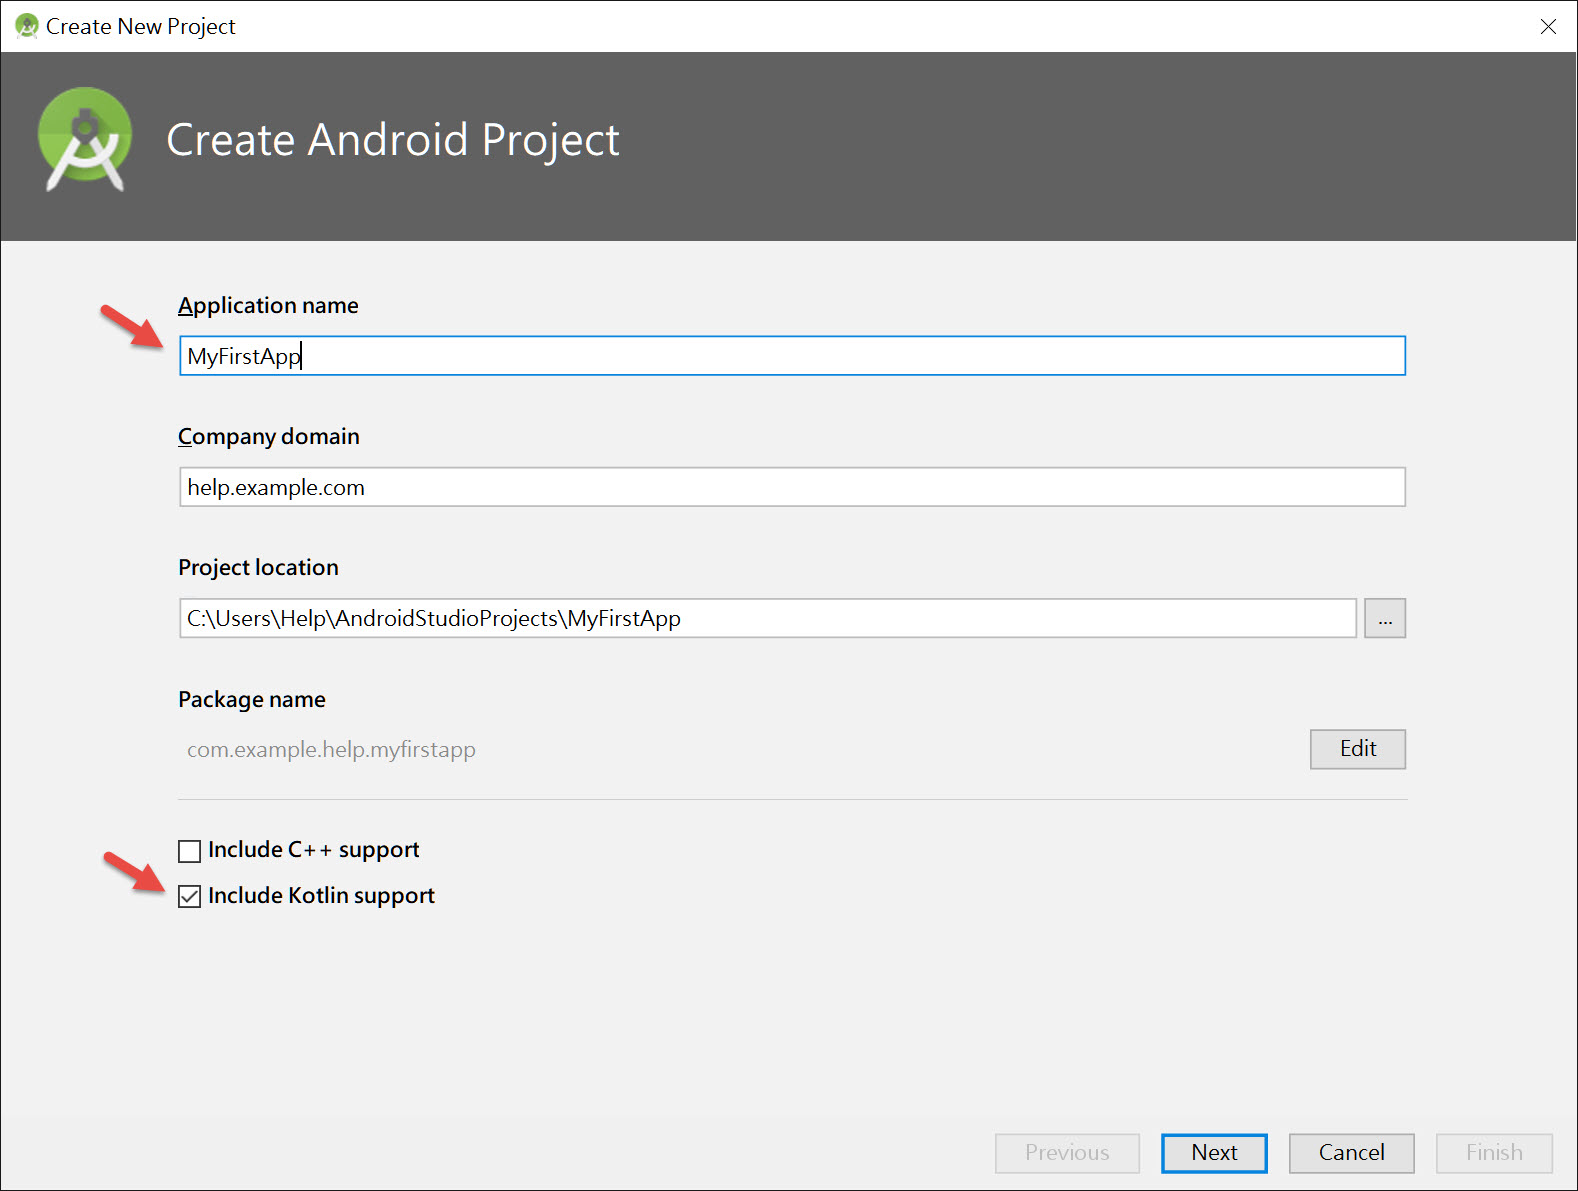 Create New Project
Create Android Project
Application name
MyFirstApp
Company domain
help.example.com
Project location
C:\Users\Help\AndroidStudioProjects\MyFirstApp
...
Package name
com.example.help.myfirstapp
Edit
Include C++ support
Include Kotlin support
Previous Next Cancel Finish